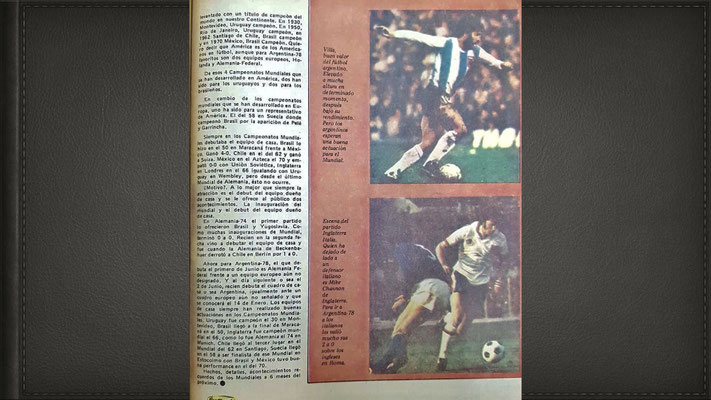 levantado con un título de campeón del
mundo en nuestro Continente. En 1930,
Montevideo, Uruguay campeón. En 1950,
Río de Janeiro, Uruguay campeón, en
1962 Santiago de Chile, Brasil campeón
y en 1970 México, Brasil Campeón. Quie-
ro decir que América es de los America-
nos en fútbol, aunque para Argentina-78
favoritos son dos equipos europeos, Ho-
landa y Alemania-Federal.
De esos 4 Campeonatos Mundiales que
se han desarrollado en América, dos han
sido para los uruguayos y dos para los
brasileños.
En cambio de los campeonatos
mundiales que se han desarrollado en Eu-
ropa, uno ha sido para un representativo
de América. El del 58 en Suecia donde
campeonó Brasil por la aparición de Pelé
y Garrincha.
Siempre en los Campeonatos Mundia-
les debutaba el equipo de casa. Brasil lo
hizo en el 50 en Maracaná frente a Méxi-
co. Ganó 4-0. Chile en el del 62 y ganó
a Suiza. México en el Azteca el 70 y em-
pató 0-0 con Unión Soviética, Inglaterra
en Londres en el 66 igualando con Uru-
guay en Wembley, pero desde el último
Mundial de Alemania, ésto no ocurre.
¿Motivo?. A lo mejor que siempre la
atracción es el debut del equipo dueño
de casa y se le ofrece al público dos
acontecimientos. La inauguración del
mundial y el debut del equipo dueño
de casa.
En Alemania-74 el primer partido
lo ofrecieron Brasil y Yugoslavia. Co-
mo muchas inauguraciones de Mundial,
terminó 0 a 0. Recien en la segunda fe-
cha vino a debutar el equipo de casa y
fue cuando la Alemania de Beckenba-
huer derrotó a Chile en Berlín por 1 a 0.
Ahora para Argentina-78, el que de-
buta el primero de Junio es Alemania Fe-
deral frente a un equipo europeo aún no
designado. Y al día siguiente o sea el
2 de Junio, recien debuta el cuadro de ca-
sa o sea Argentina, igualmente ante un
cuadro europeo aún no señalado y que
se conocerá el 14 de Enero. Los equipos
de casa siempre han realizado buenas
actuaciones en los Campeonatos Mundia-
les, Uruguay fue campeón el 30 en Mon-
tevideo, Brasil llegó a la final de Maraca-
ná en el 50, Inglaterra fue campeón mun-
dial el 66, como lo fue Alemania el 74 en
Munich. Chile llegó al tercer lugar en el
Mundial del 62 en Santiago, Suecia llegó
en el 58 a ser finalista de ese Mundial en
Estocolmo con Brasil y México tuvo bue-
na performance en el del 70.
Hechos, detalles, acontecimientos re-
cuerdos de los Mundiales a 6 meses del
próximo.
Villa,
buen valor
del fútbol
argentino.
Elevado
a mucha
altura en
determinado
momento,
después
bajó su
rendimiento.
Pero los
argentinos
esperan
una buena
actuación
para el
Mundial.
Escena del
partido
Inglaterra
Italia.
Quien ha
dejado de
lado a
un
defensor
italiano
es Mike
Channon
de
Inglaterra.
Para ir a
Argentina 78
a los
italianos
les valió
mucho ese
2 a 0
sobre los
ingleses
en Roma.